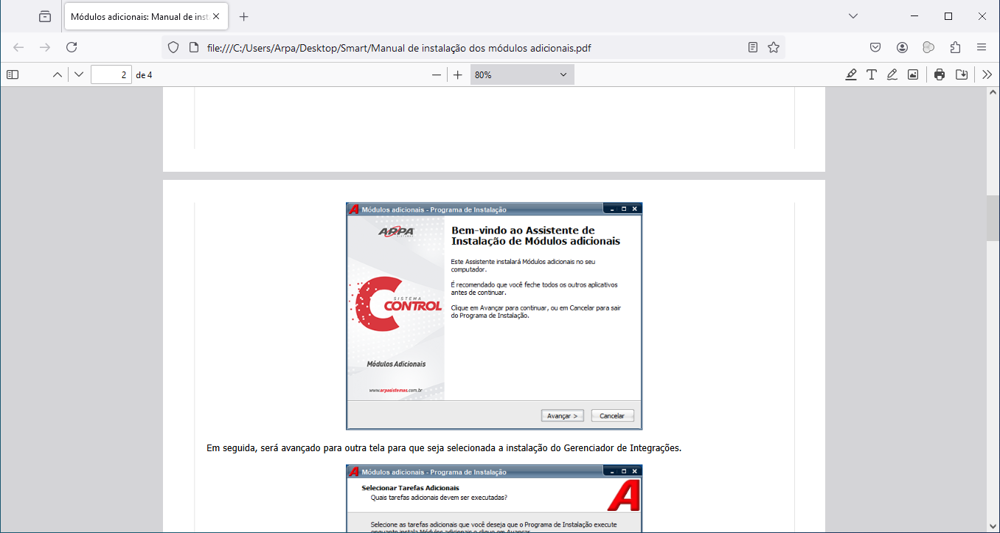 Módulos adicionais: Manual de inst
file:///C:/Users/Arpa/Desktop/Smart/Manual de instalação dos módulos adicionais.pdf
2 de 4
80%
Módulos adicionais - Programa de Instalação
ARPA
SISTEMAS
Bem-vindo ao Assistente de
Instalação de Módulos adicionais
Este Assistente instalará Módulos adicionais no seu
computador.
É recomendado que você feche todos os outros aplicativos
antes de continuar.
Clique em Avançar para continuar, ou em Cancelar para sair
do Programa de Instalação.
SISTEMA
CONTROL
Módulos Adicionais
www.arpasistemas.com.br
Avançar >
Cancelar
Em seguida, será avançado para outra tela para que seja selecionada a instalação do Gerenciador de Integrações.
Módulos adicionais - Programa de Instalação
Selecionar Tarefas Adicionais
Quais tarefas adicionais devem ser executadas?
Selecione as tarefas adicionais que você deseja que o Programa de Instalação execute
enquanto instala Módulos adicionais e clique em Avançar.